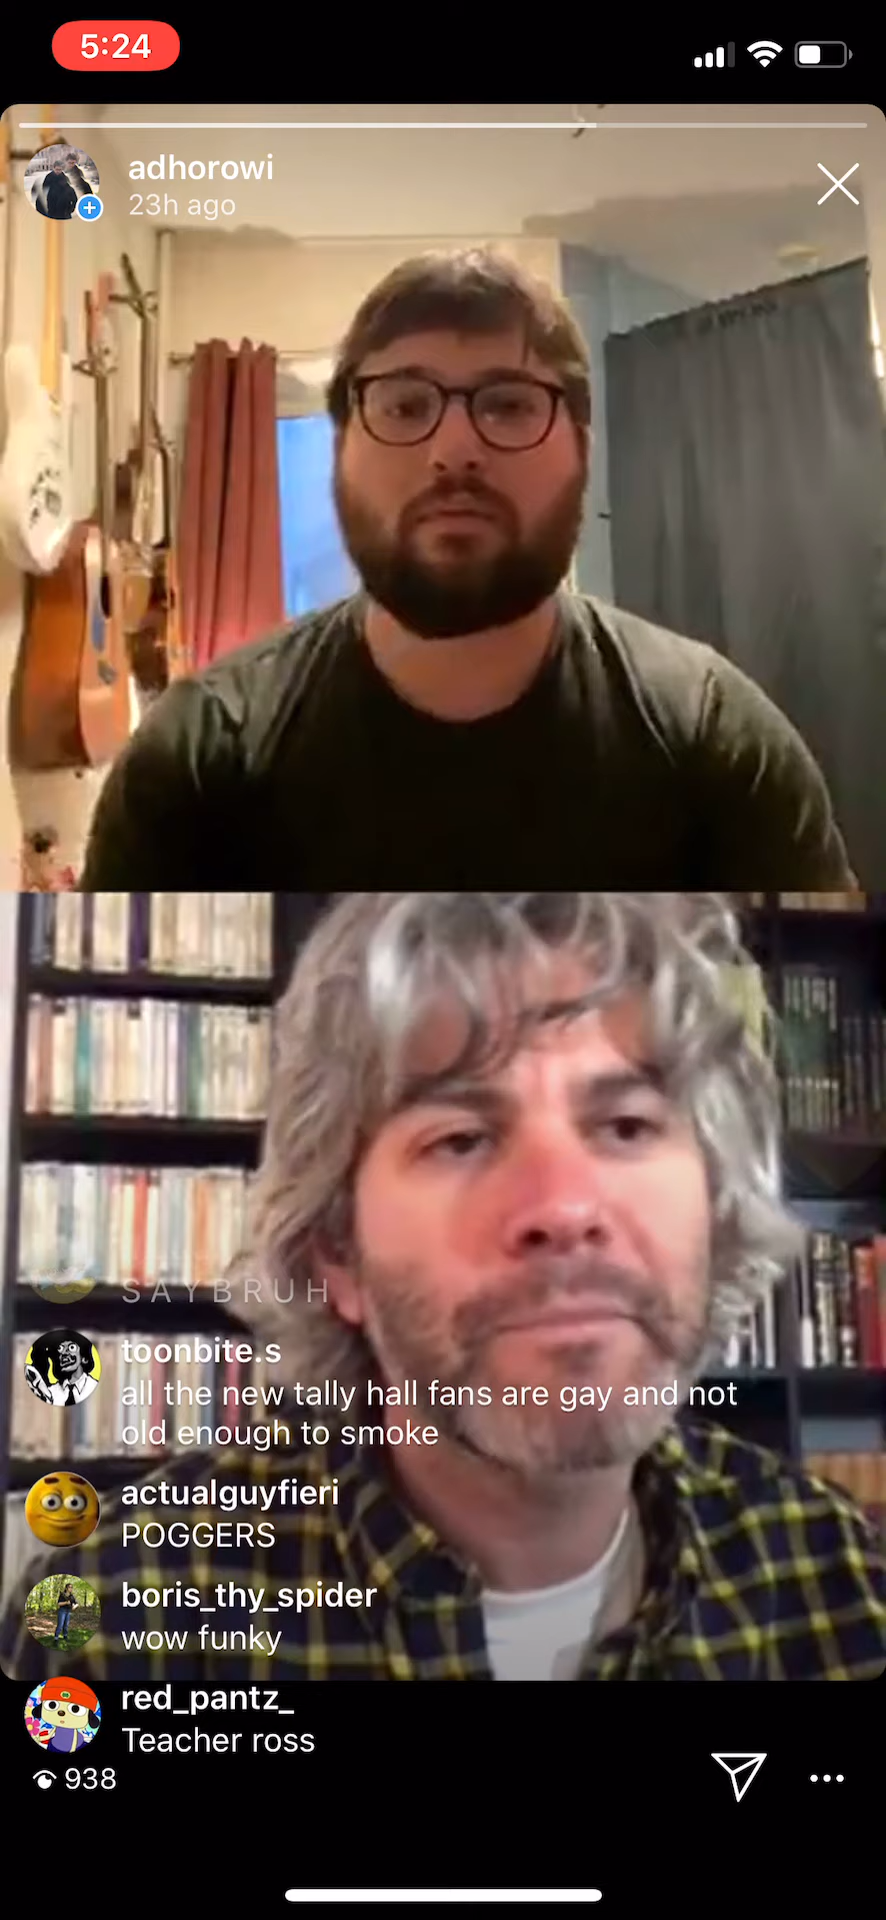 5:24
adhorowi
23h ago
SAYBRUH
toonbite.s
all the new tally hall fans are gay and not
old enough to smoke
actualguyfieri
POGGERS
boris_thy_spider
wow funky
red_pantz_
Teacher ross
938